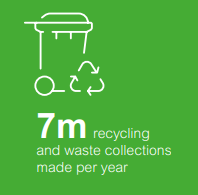 7m recycling
and waste collections
made per year